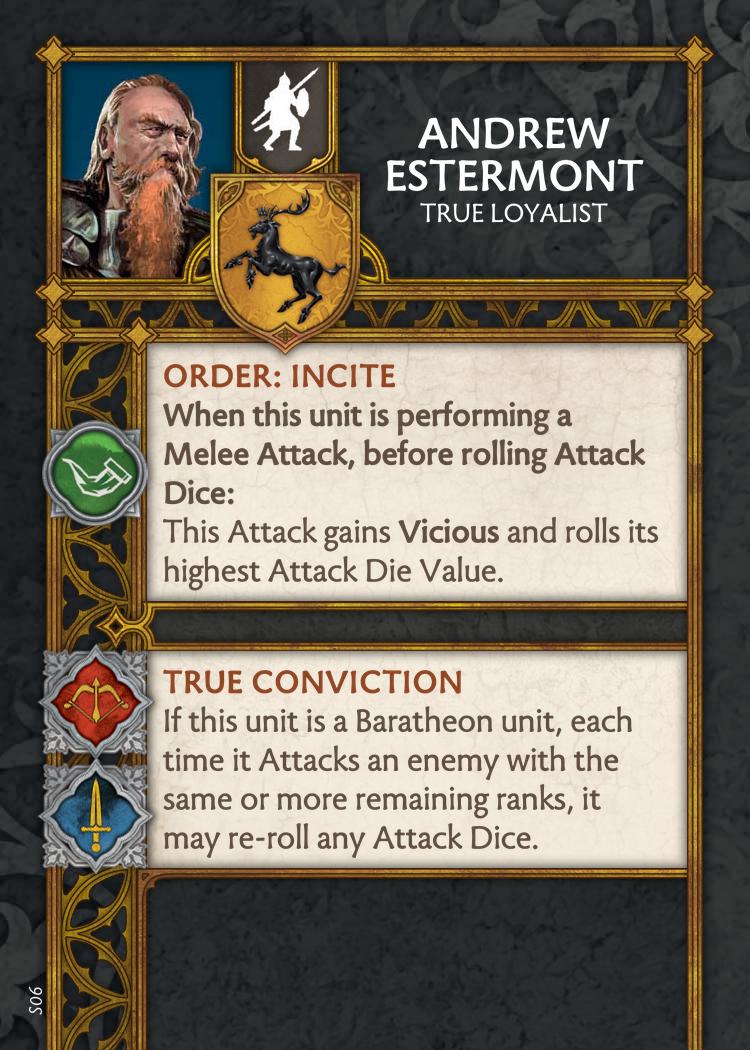 ANDREW
ESTERMONT
TRUE LOYALIST
ORDER: INCITE
When this unit is performing a
Melee Attack, before rolling Attack
Dice:
This Attack gains Vicious and rolls its
highest Attack Die Value.
TRUE CONVICTION
If this unit is a Baratheon unit, each
time it Attacks an enemy with the
same or more remaining ranks, it
may re-roll any Attack Dice.
S06